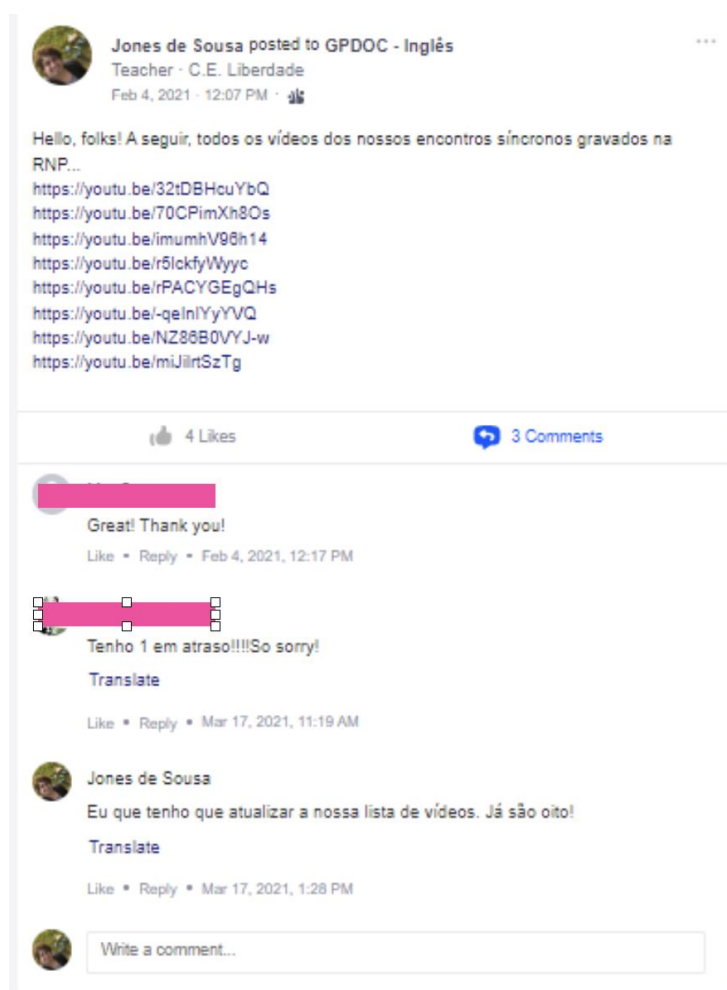 Jones de Sousa posted to GPDOC - Inglês
Teacher · C.E. Liberdade
Feb 4, 2021 · 12:07 PM ·
Hello, folks! A seguir, todos os vídeos dos nossos encontros síncronos gravados na
RNP...
https://youtu.be/32tDBHcuYbQ
https://youtu.be/70CPimXh8Os
https://youtu.be/imumhV96h14
https://youtu.be/r5IckfyWyyc
https://youtu.be/rPACYGEgQHs
https://youtu.be/-qeInlYyYVQ
https://youtu.be/NZ86B0VYJ-w
https://youtu.be/miJilrtSzTg
4 Likes
3 Comments
Great! Thank you!
Like • Reply • Feb 4, 2021, 12:17 PM
Tenho 1 em atraso!!!!So sorry!
Translate
Like • Reply • Mar 17, 2021, 11:19 AM
Jones de Sousa
Eu que tenho que atualizar a nossa lista de vídeos. Já são oito!
Translate
Like • Reply • Mar 17, 2021, 1:28 PM
Write a comment...